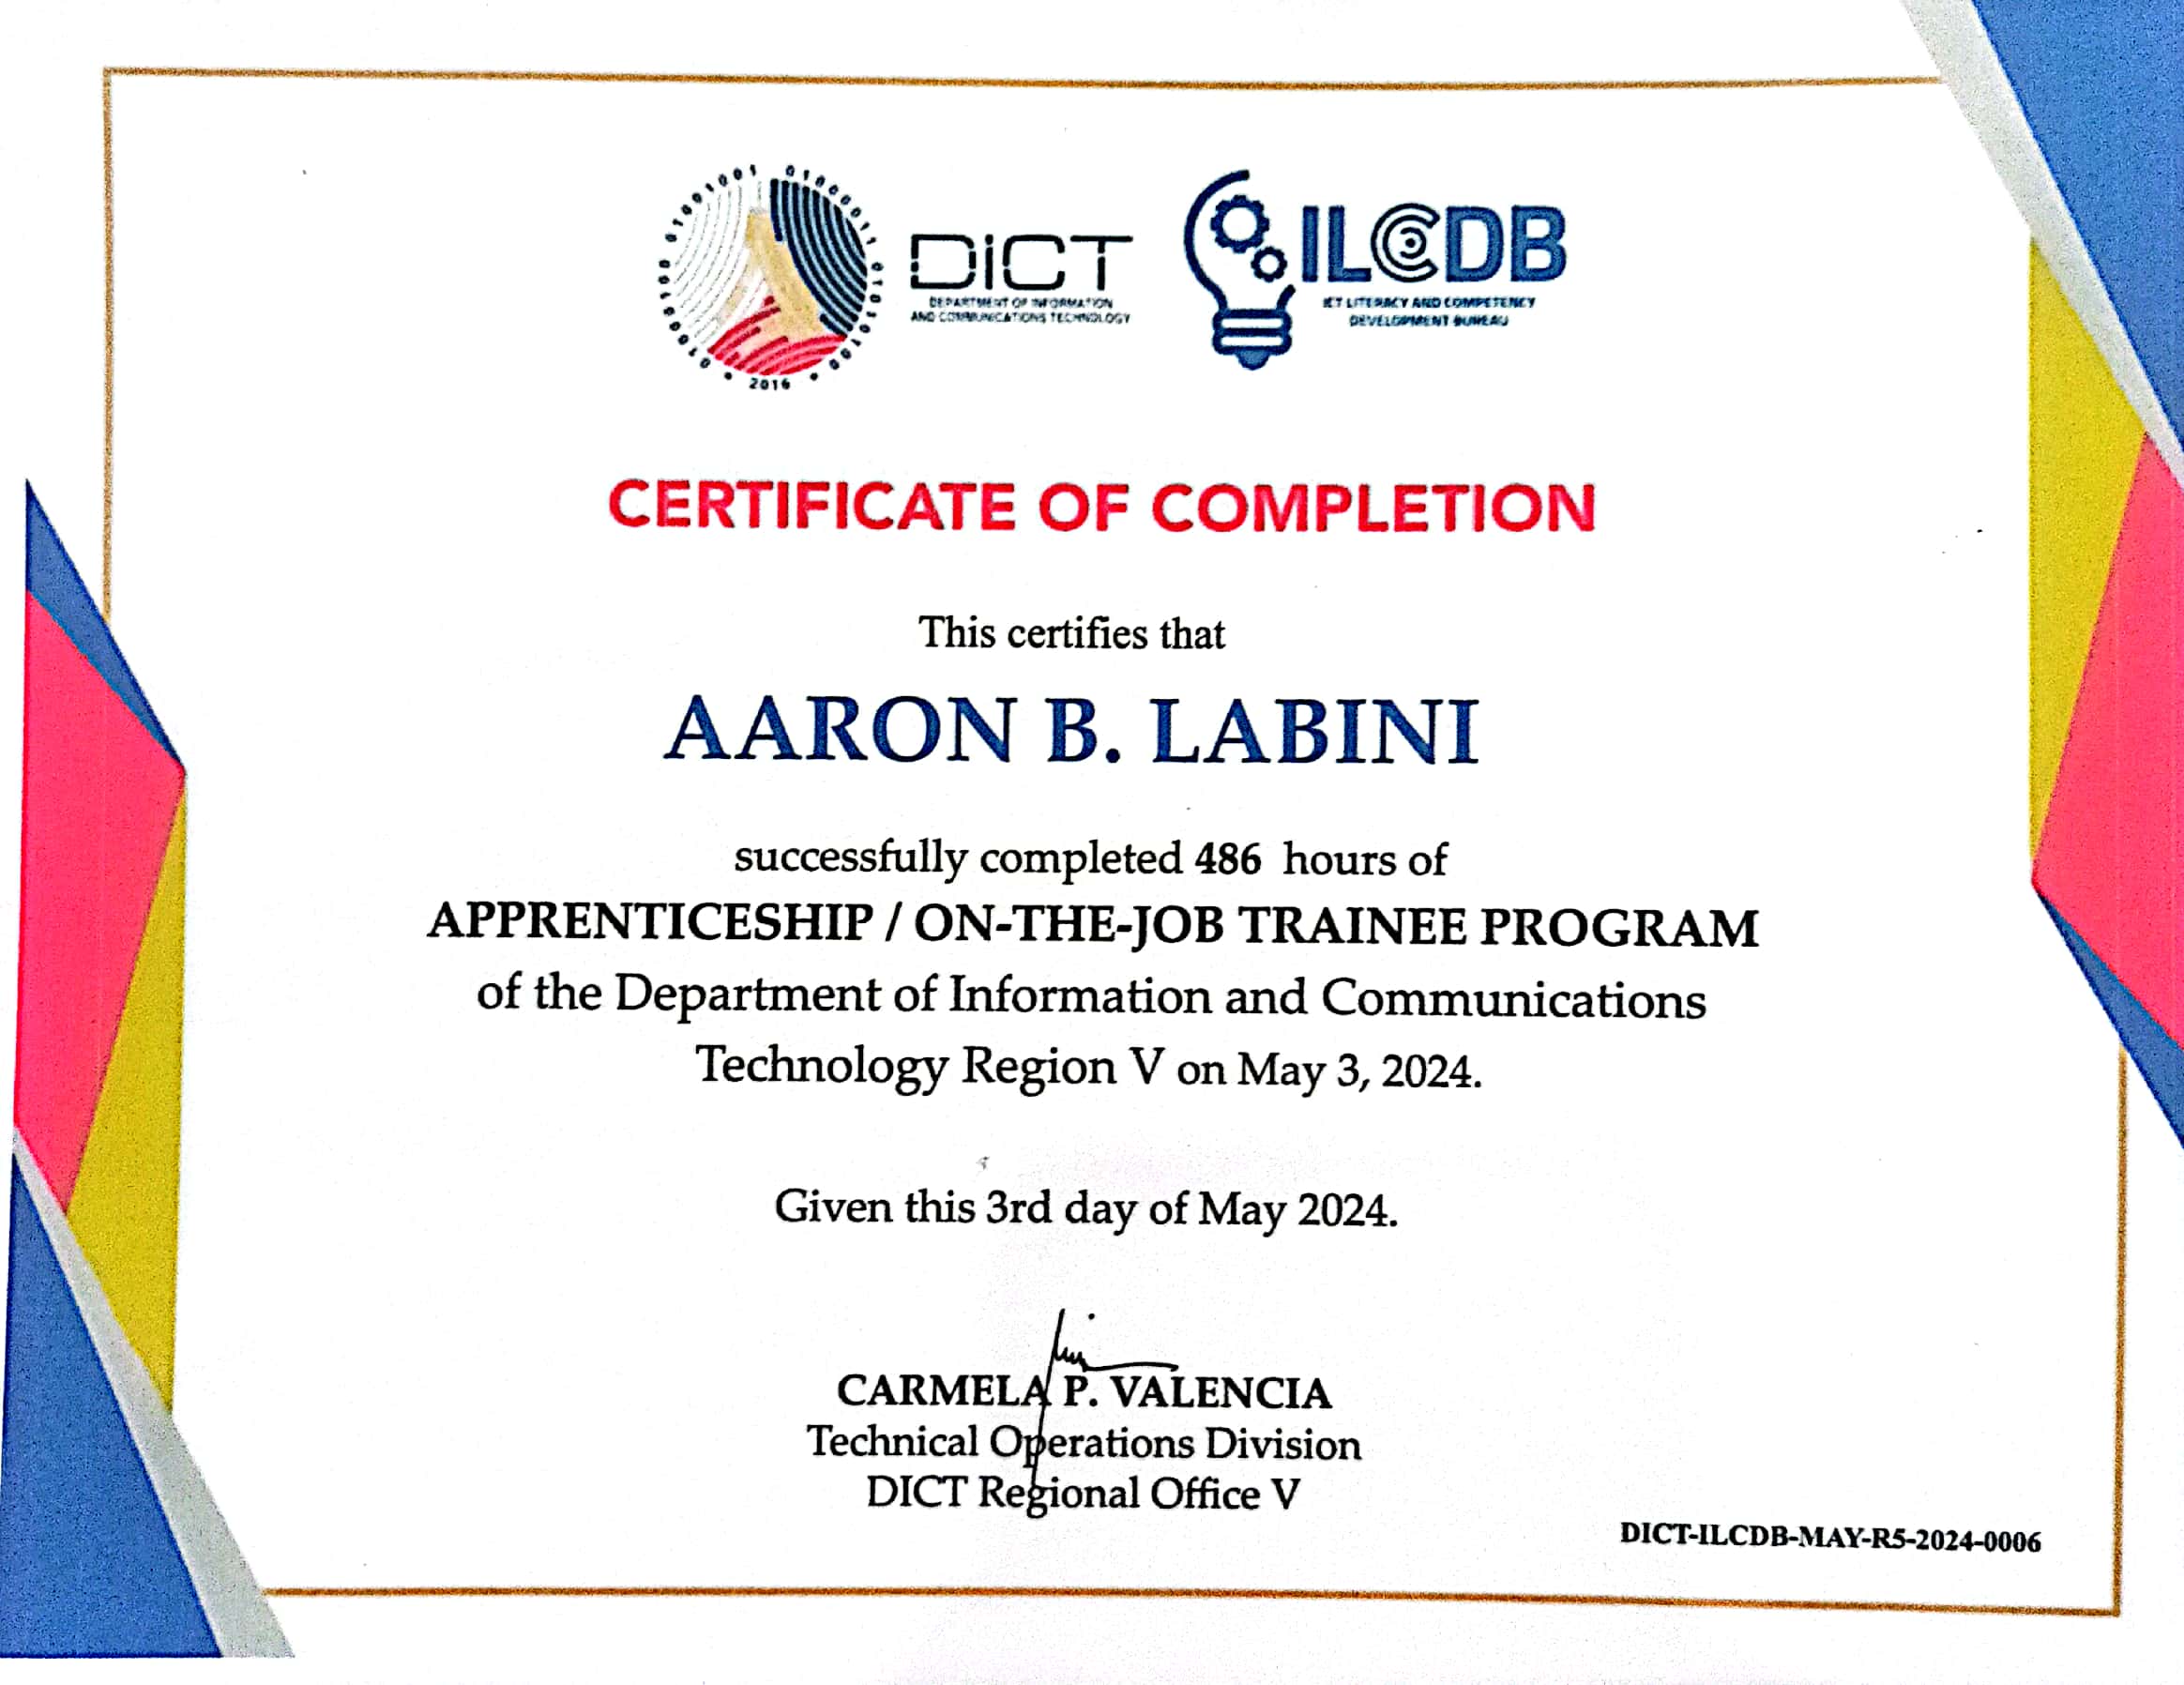 DICT
DEPARTMENT OF INFORMATION
AND COMMUNICATIONS TECHNOLOGY
2016
ILCDB
ICT LITERACY AND COMPETENCY
DEVELOPMENT BUREAU
CERTIFICATE OF COMPLETION
This certifies that
AARON B. LABINI
successfully completed 486 hours of
APPRENTICESHIP / ON-THE-JOB TRAINEE PROGRAM
of the Department of Information and Communications
Technology Region V on May 3, 2024.
Given this 3rd day of May 2024.
CARMELA P. VALENCIA
Technical Operations Division
DICT Regional Office V
DICT-ILCDB-MAY-R5-2024-0006